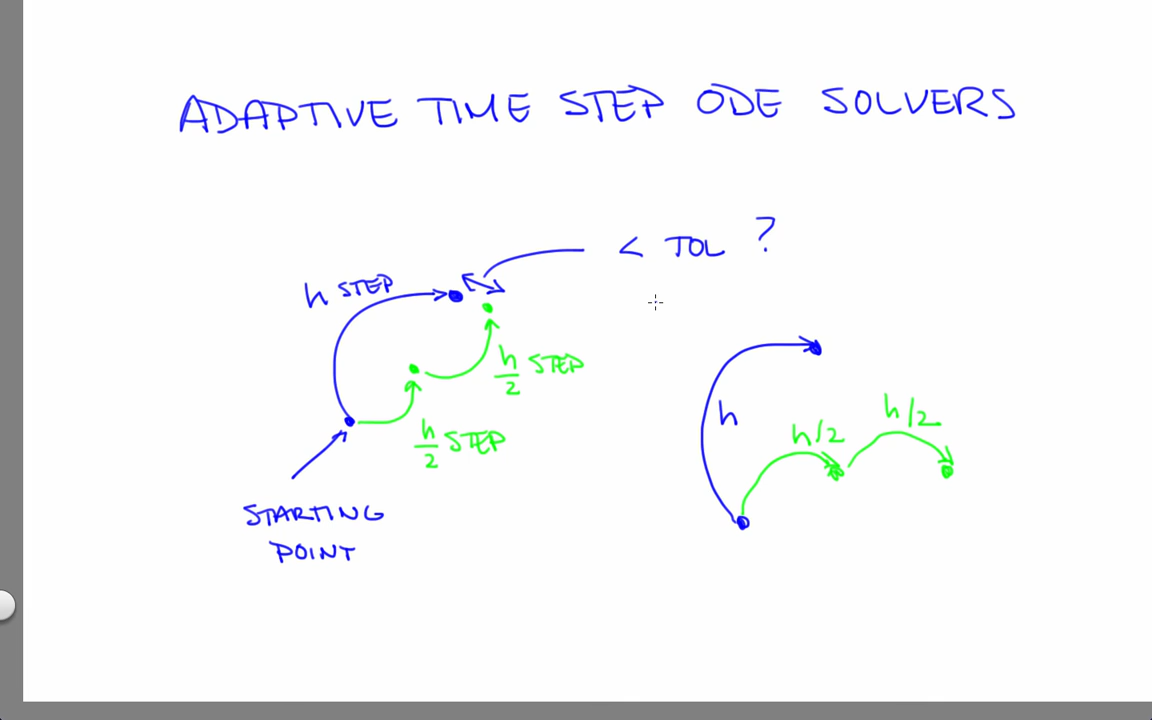 ADAPTIVE TIME STEP ODE SOLVERS
< TOL ?
h STEP
h/2 STEP
h/2 STEP
STARTING
POINT
h
h/2
h/2